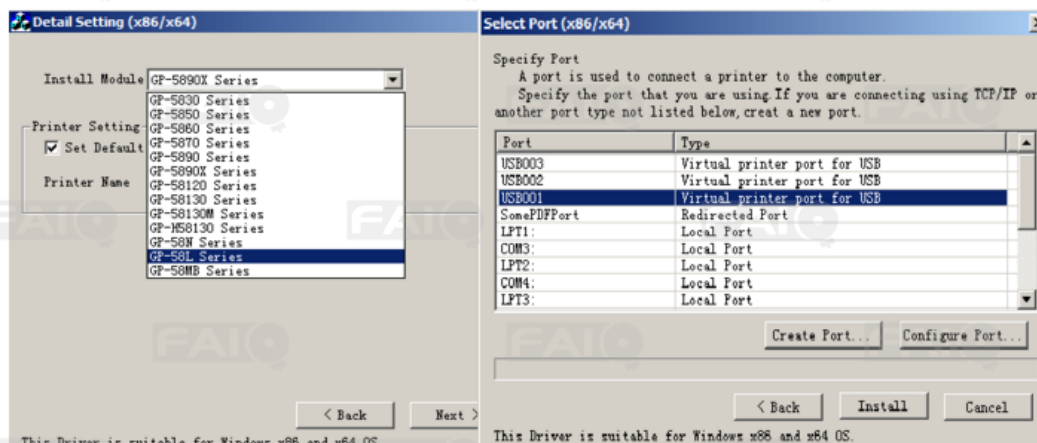 Detail Setting (x86/x64)
Install Module
GP-5890X Series
GP-5830 Series
GP-5850 Series
GP-5860 Series
GP-5870 Series
GP-5890 Series
GP-5890X Series
GP-58120 Series
GP-58130 Series
GP-58130M Series
GP-H58130 Series
GP-58N Series
GP-58L Series
GP-58MB Series
Printer Setting
Set Default
Printer Name
< Back
Next >
This Driver is suitable for Windows x86 and x64 OS.
Select Port (x86/x64)
Specify Port
A port is used to connect a printer to the computer.
Specify the port that you are using.If you are connecting using TCP/IP or
another port type not listed below,creat a new port.
Port Type
USB003 Virtual printer port for USB
USB002 Virtual printer port for USB
USB001 Virtual printer port for USB
SomePDFPort Redirected Port
LPT1: Local Port
COM3: Local Port
LPT2: Local Port
COM4: Local Port
LPT3: Local Port
Create Port...
Configure Port...
< Back
Install
Cancel
This Driver is suitable for Windows x86 and x64 OS.
FAIQ